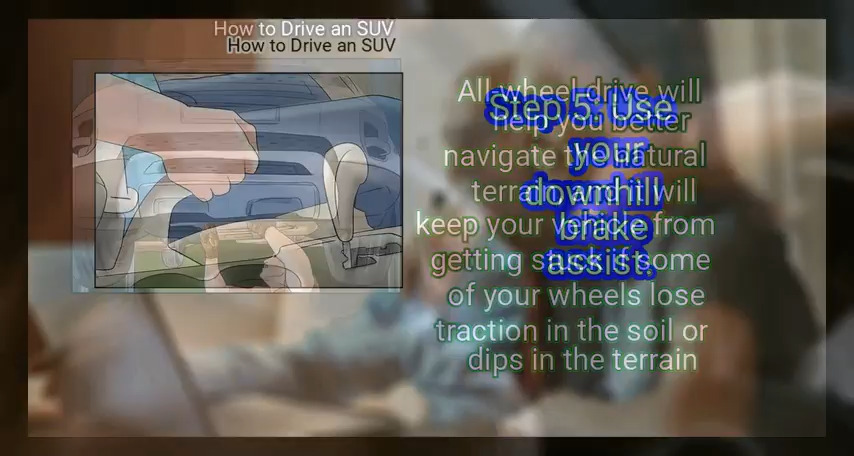 How to Drive an SUV
How to Drive an SUV
All wheel drive will
help you better
navigate the natural
terrain, and it will
keep your vehicle from
getting stuck if some
of your wheels lose
traction in the soil or
dips in the terrain
Step 5: Use
your
downhill
brake
assist.